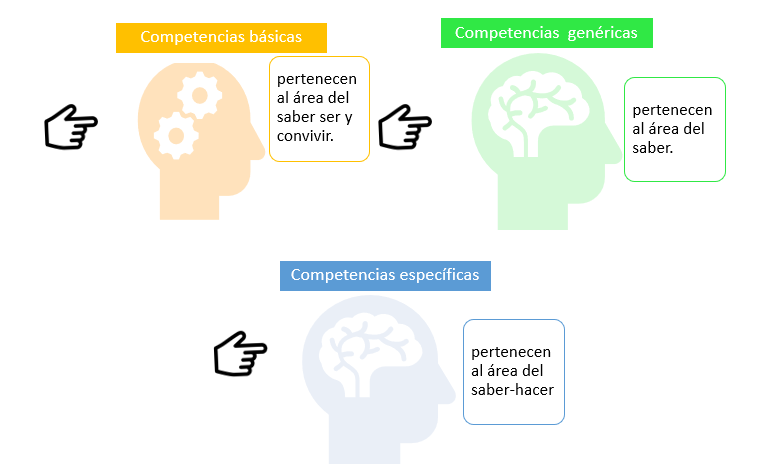 Competencias básicas
pertenecen
al área del
saber ser y
convivir.
Competencias genéricas
pertenecen
al área del
saber.
Competencias específicas
pertenecen
al área del
saber-hacer